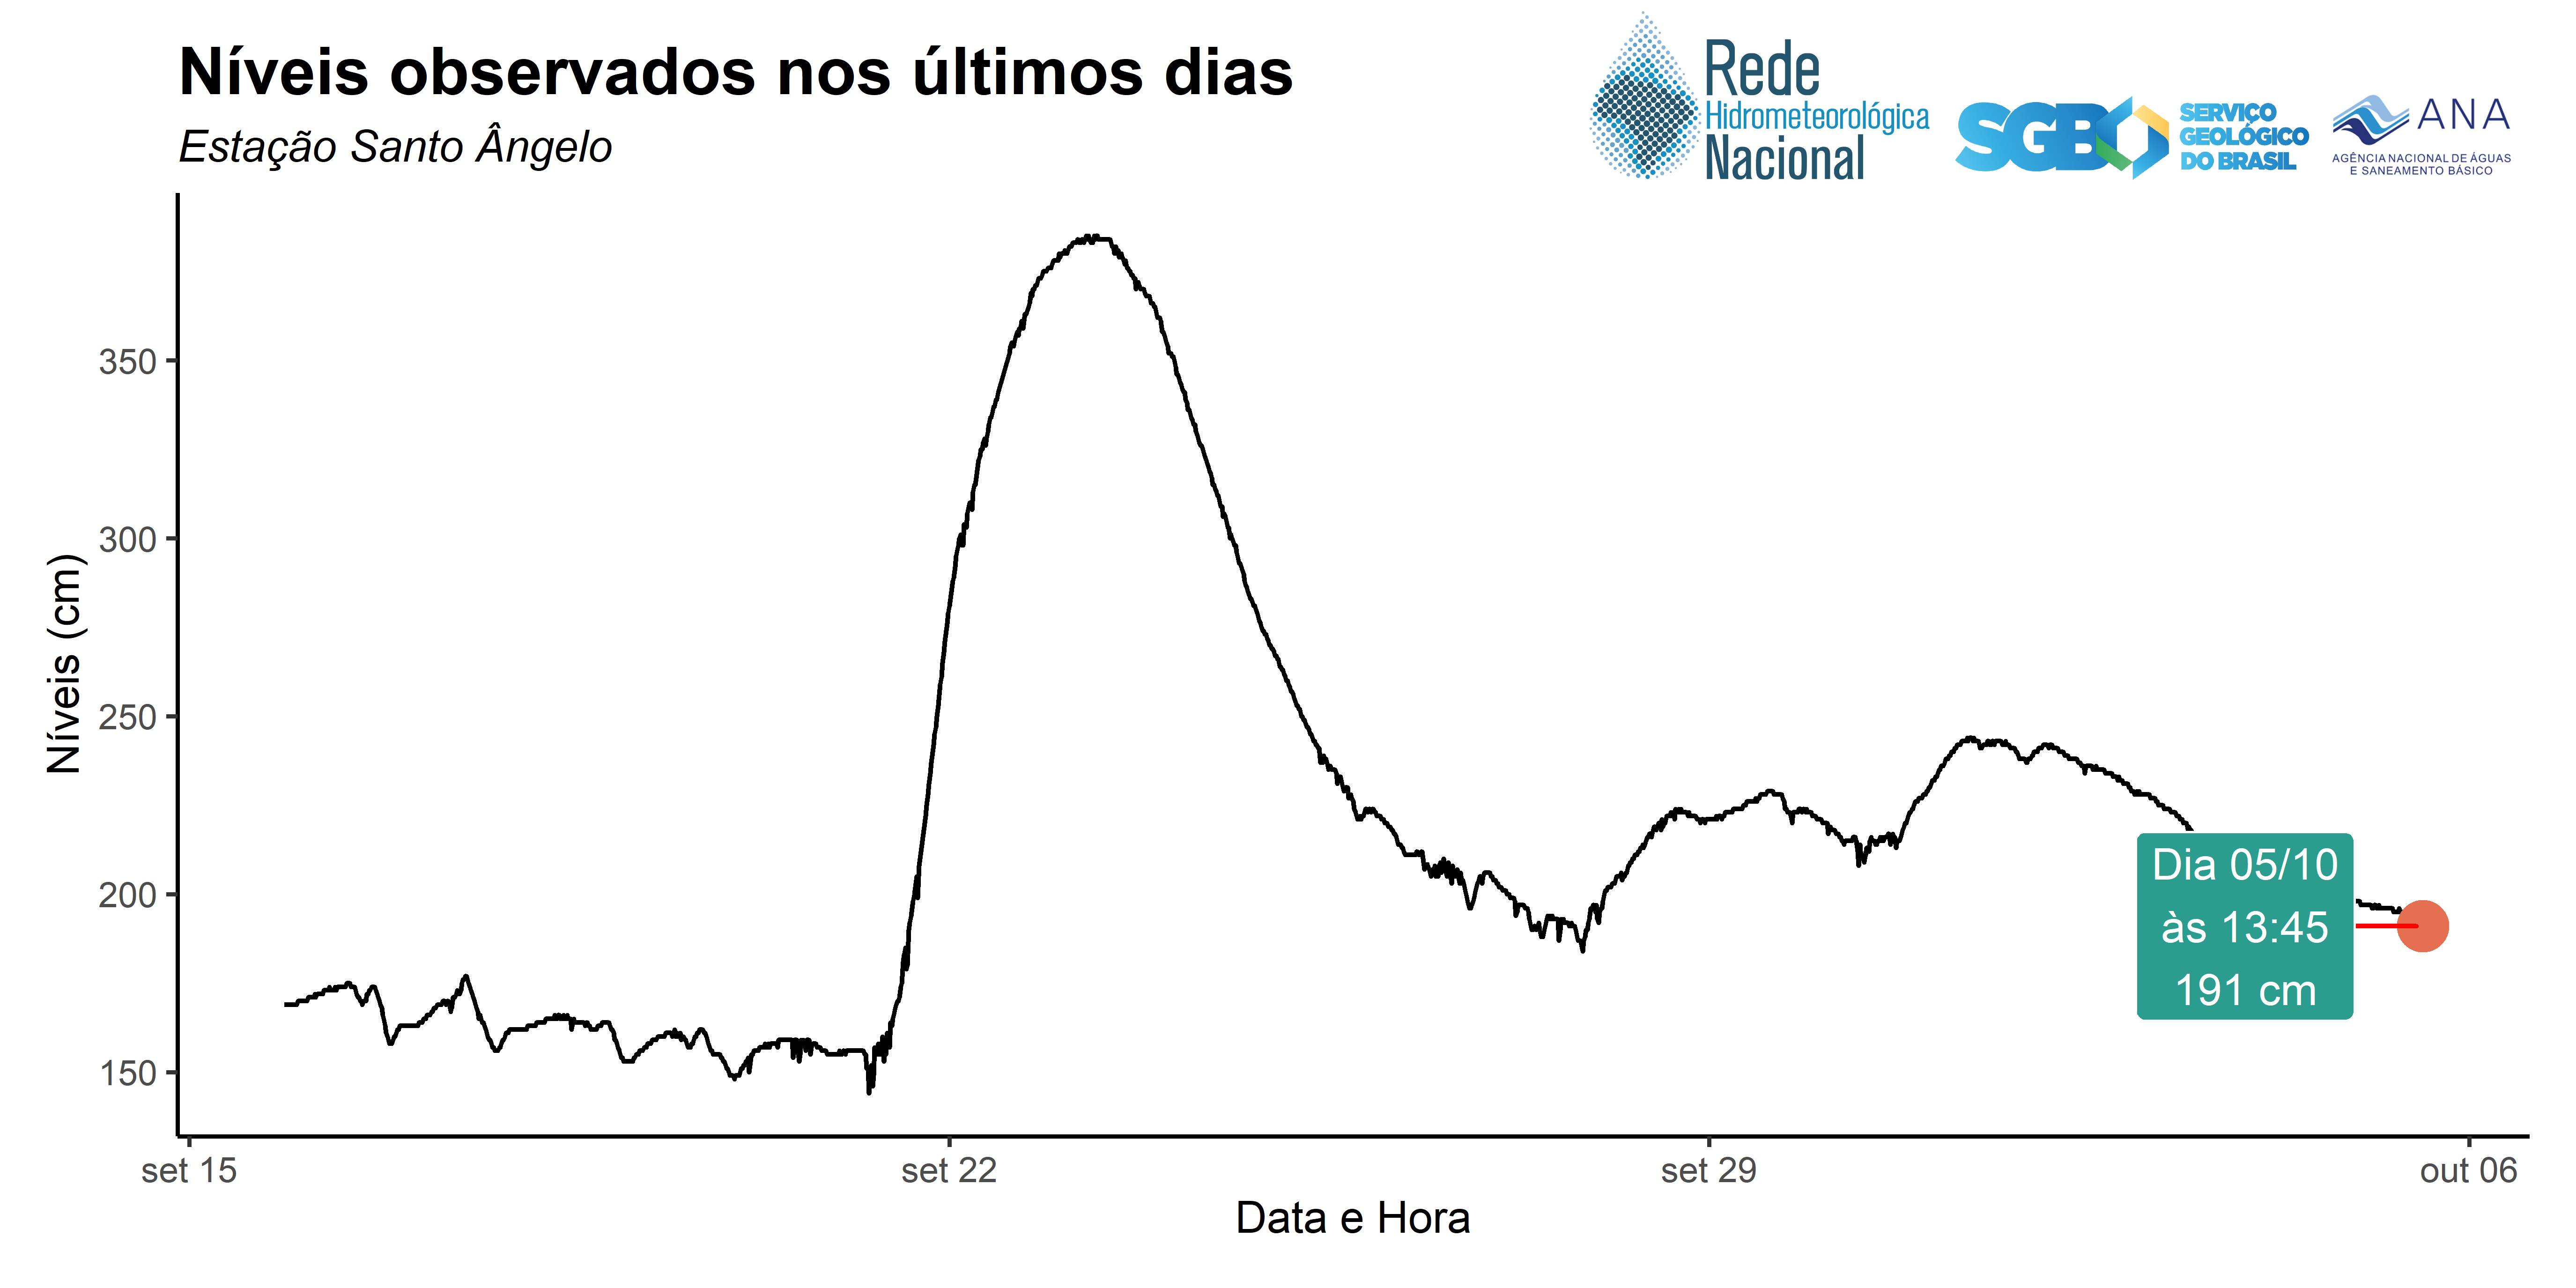 Níveis observados nos últimos dias
Estação Santo Ângelo
Rede
Hidrometeorológica
Nacional
SGB
SERVIÇO
GEOLÓGICO
DO BRASIL
ANA
AGÊNCIA NACIONAL DE ÁGUAS
E SANEAMENTO BÁSICO
Níveis (cm)
350
300
250
200
150
Dia 05/10
às 13:45
191 cm
set 15
set 22
set 29
out 06
Data e Hora